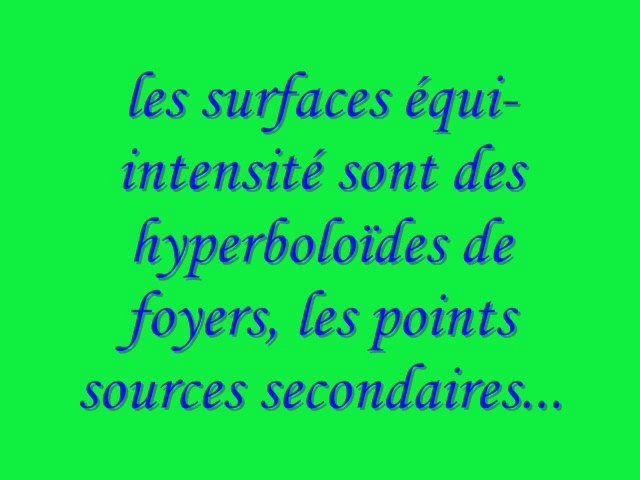 les surfaces équi-
intensité sont des
hyperboloïdes de
foyers, les points
sources secondaires...